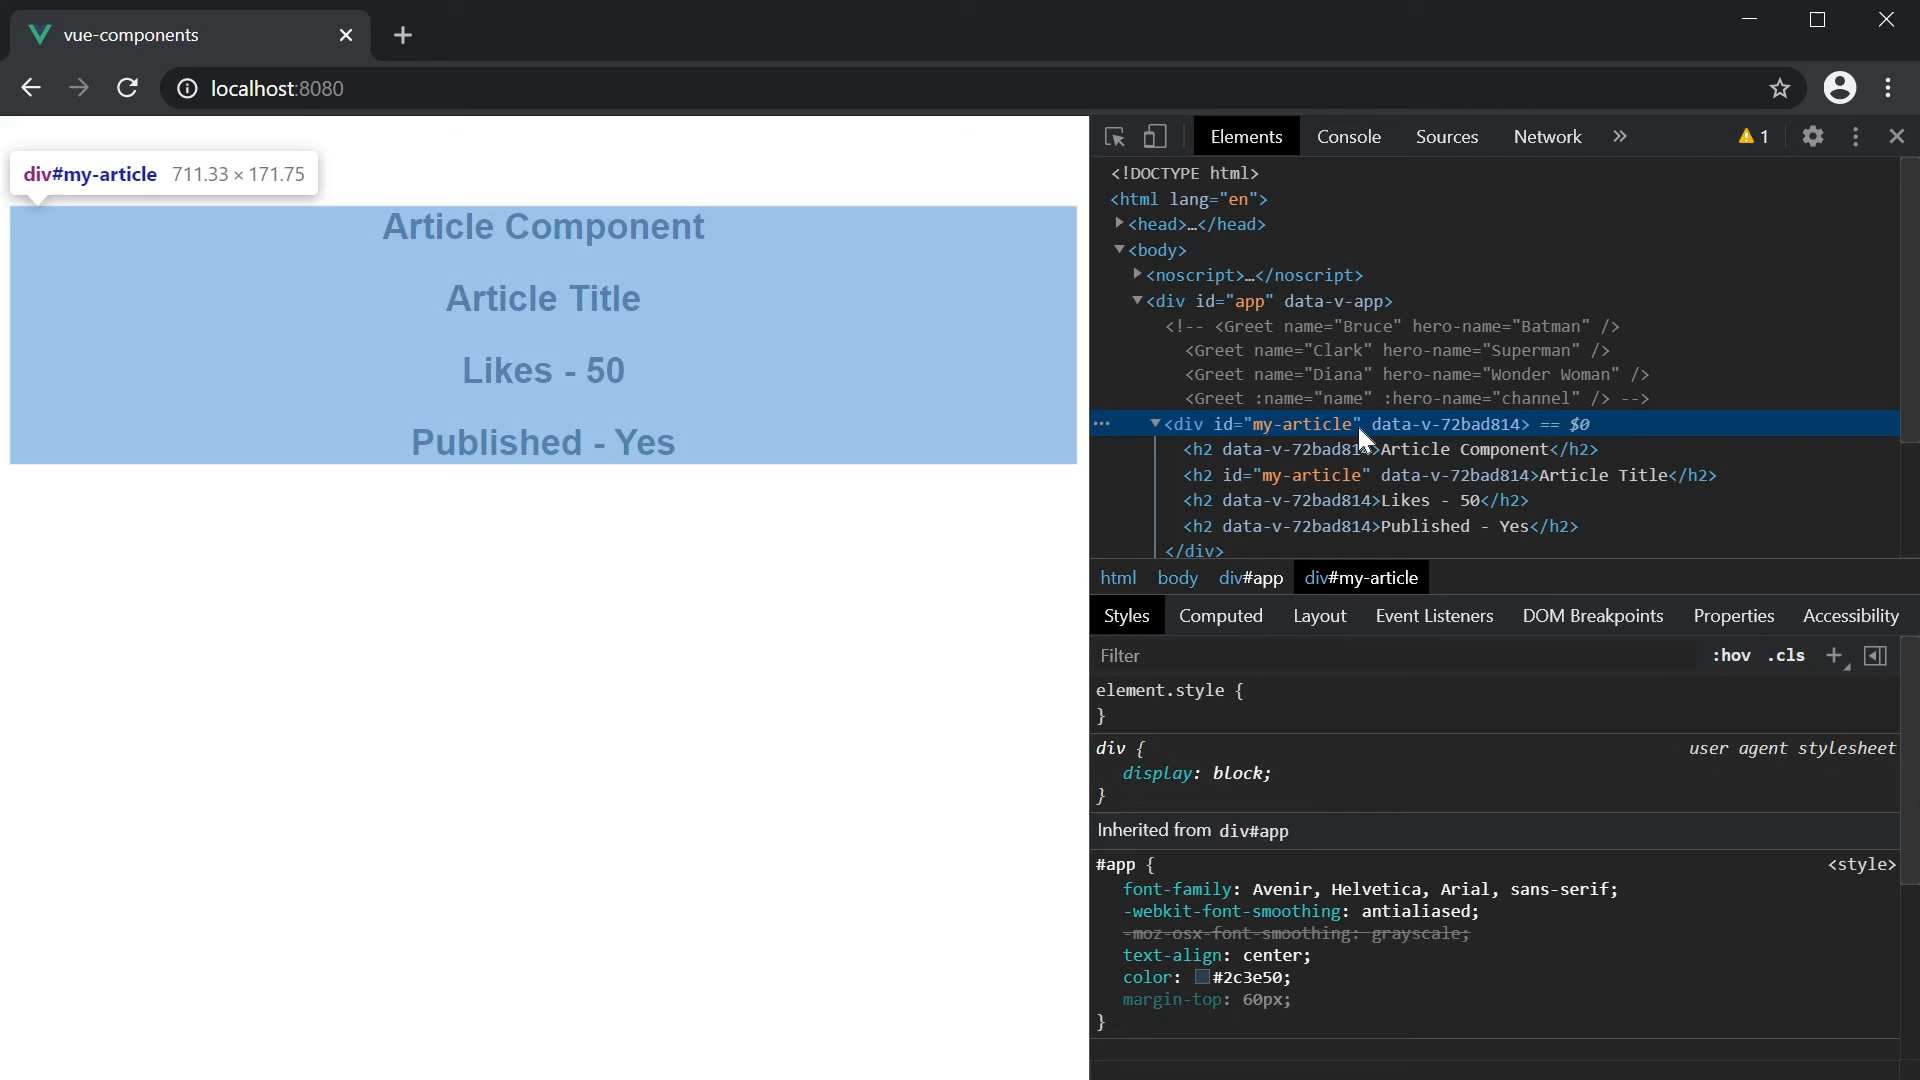 vue-components
localhost:8080
div#my-article 711.33 × 171.75
Article Component
Article Title
Likes - 50
Published - Yes
Elements Console Sources Network » 1
<!DOCTYPE html>
<html lang="en">
<head>…</head>
<body>
<noscript>…</noscript>
<div id="app" data-v-app>
<!-- <Greet name="Bruce" hero-name="Batman" />
<Greet name="Clark" hero-name="Superman" />
<Greet name="Diana" hero-name="Wonder Woman" />
<Greet :name="name" :hero-name="channel" /> -->
<div id="my-article" data-v-72bad814> == $0
<h2 data-v-72bad814>Article Component</h2>
<h2 id="my-article" data-v-72bad814>Article Title</h2>
<h2 data-v-72bad814>Likes - 50</h2>
<h2 data-v-72bad814>Published - Yes</h2>
</div>
html body div#app div#my-article
Styles Computed Layout Event Listeners DOM Breakpoints Properties Accessibility
Filter :hov .cls
element.style {
}
div { user agent stylesheet
display: block;
}
Inherited from div#app
#app { <style>
font-family: Avenir, Helvetica, Arial, sans-serif;
-webkit-font-smoothing: antialiased;
-moz-osx-font-smoothing: grayscale;
text-align: center;
color: #2c3e50;
margin-top: 60px;
}